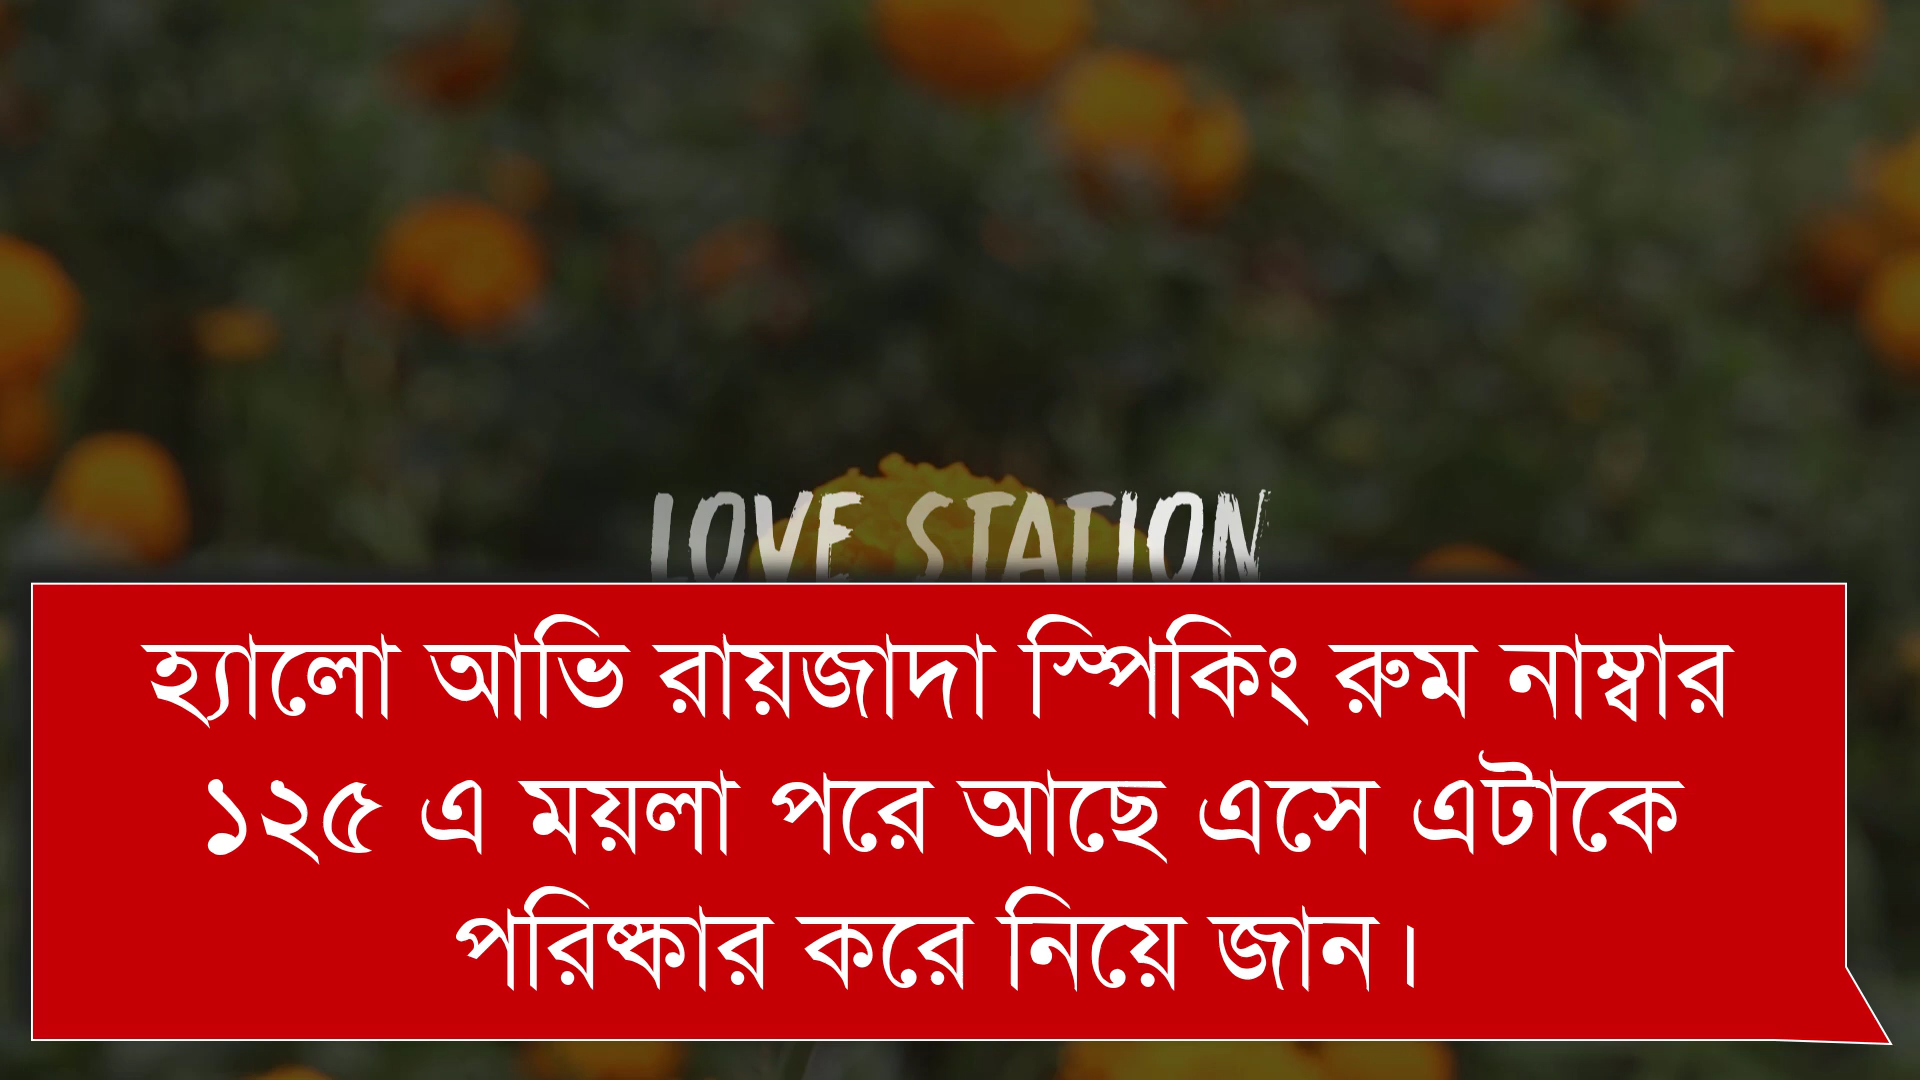 LOVE STATION
হ্যালো আভি রায়জাদা স্পিকিং রুম নাম্বার
১২৫ এ ময়লা পরে আছে এসে এটাকে
পরিষ্কার করে নিয়ে জান।